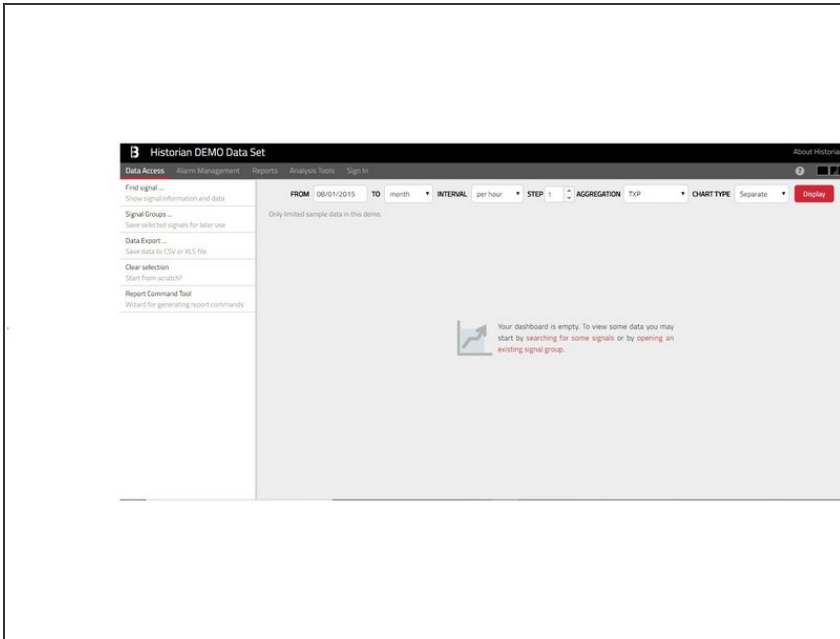 Historian DEMO Data Set
About Historian
Data Access Alarm Management Reports Analysis Tools Sign In
?
Find signal ...
Show signal information and data
Signal Groups ...
Save selected signals for later use
Data Export ...
Save data to CSV or XLS file
Clear selection
Start from scratch?
Report Command Tool
Wizard for generating report commands
FROM 08/01/2015 TO month INTERVAL per hour STEP 1 AGGREGATION TXP CHART TYPE Separate Display
Only limited sample data in this demo.
Your dashboard is empty. To view some data you may
start by searching for some signals or by opening an
existing signal group.